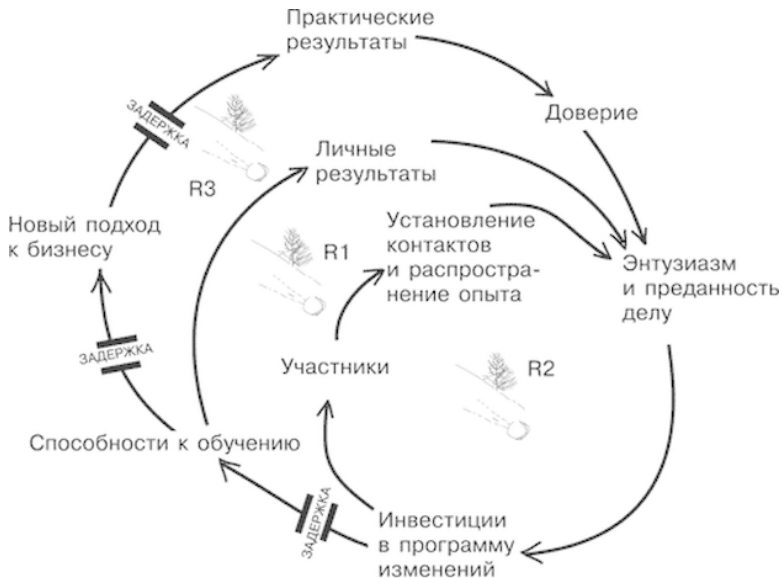 Практические
результаты
ЗАДЕРЖКА
Доверие
Личные
результаты
R3
Новый подход
к бизнесу
Установление
контактов
и распростра-
нение опыта
R1
Энтузиазм
и преданность
делу
ЗАДЕРЖКА
Участники
R2
Способности к обучению
ЗАДЕРЖКА
Инвестиции
в программу
изменений